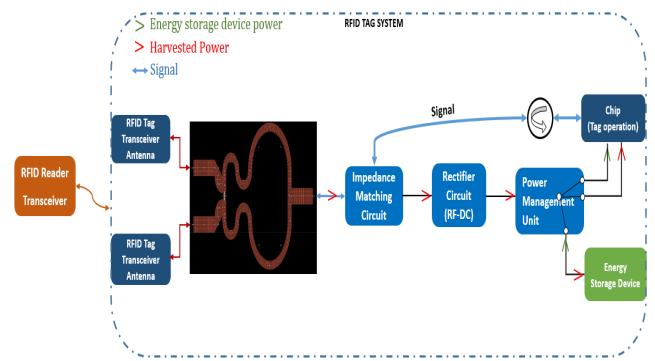 RFID TAG SYSTEM
Energy storage device power
Harvested Power
Signal
RFID Reader
Transceiver
RFID Tag
Transceiver
Antenna
RFID Tag
Transceiver
Antenna
Impedance
Matching
Circuit
Rectifier
Circuit
(RF-DC)
Power
Management
Unit
Signal
Chip
(Tag operation)
Energy
Storage Device